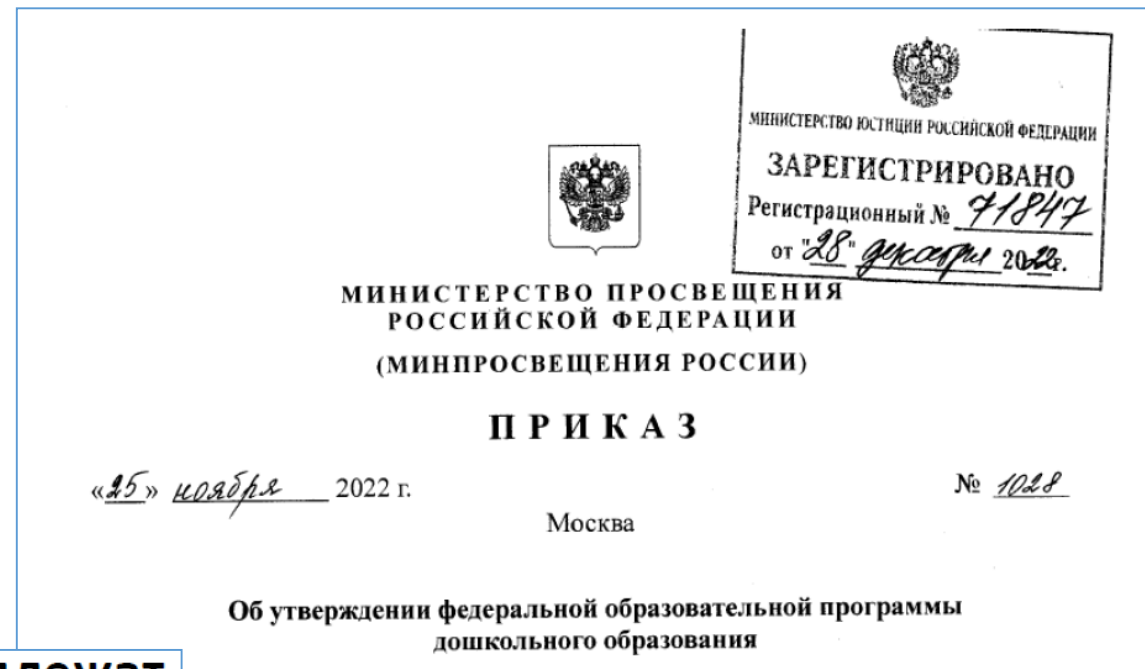 МИНИСТЕРСТВО ЮСТИЦИИ РОССИЙСКОЙ ФЕДЕРАЦИИ
ЗАРЕГИСТРИРОВАНО
Регистрационный № 71847
от "28" декабря 2022г.
МИНИСТЕРСТВО ПРОСВЕЩЕНИЯ
РОССИЙСКОЙ ФЕДЕРАЦИИ
(МИНПРОСВЕЩЕНИЯ РОССИИ)
ПРИКАЗ
«25» ноября 2022 г.
№ 1028
Москва
Об утверждении федеральной образовательной программы
дошкольного образования